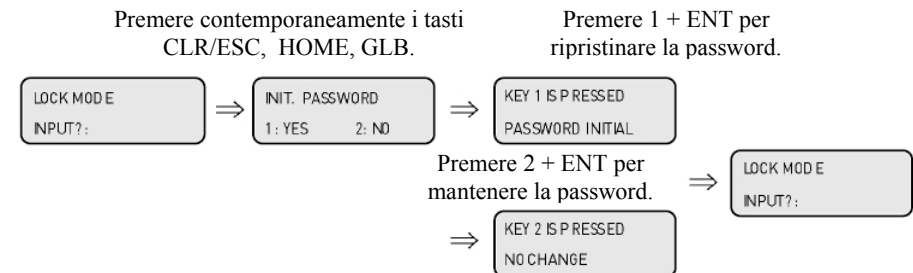 Premere contemporaneamente i tasti
CLR/ESC, HOME, GLB.
Premere 1 + ENT per
ripristinare la password.
LOCK MODE
INPUT?:
INIT. PASSWORD
1: YES 2: NO
KEY 1 IS PRESSED
PASSWORD INITIAL
Premere 2 + ENT per
mantenere la password.
KEY 2 IS PRESSED
NO CHANGE
LOCK MODE
INPUT?: